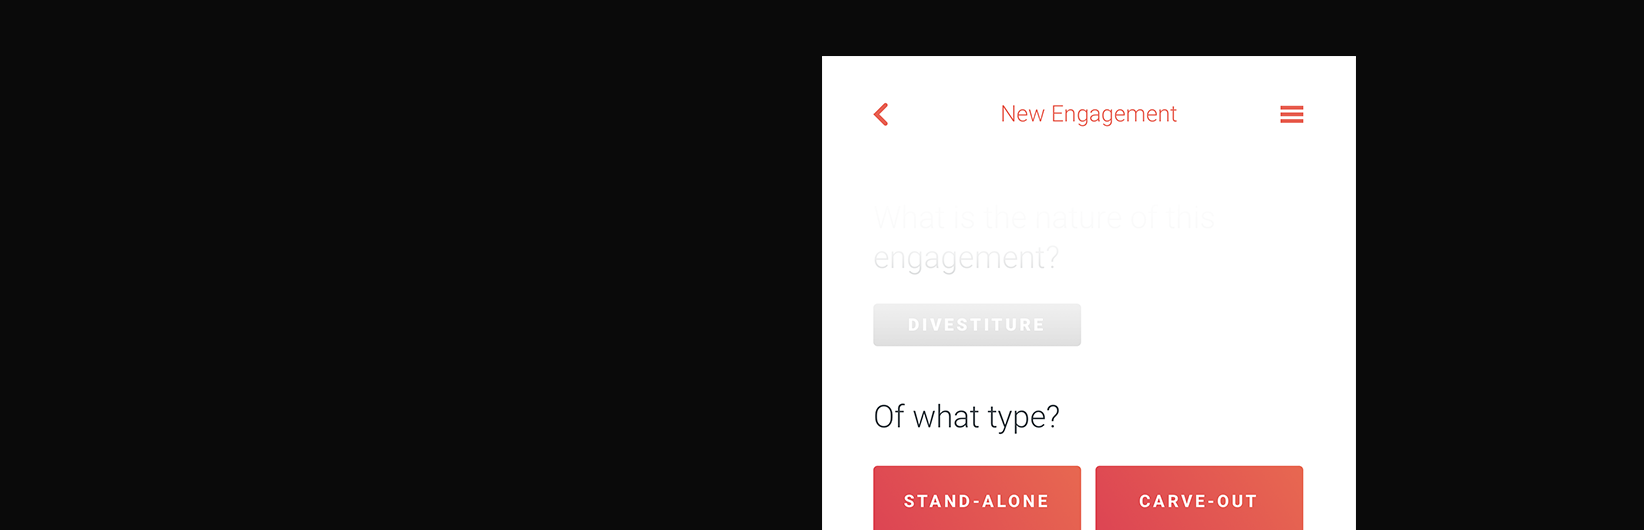 New Engagement
What is the nature of this
engagement?
DIVESTITURE
Of what type?
STAND-ALONE
CARVE-OUT